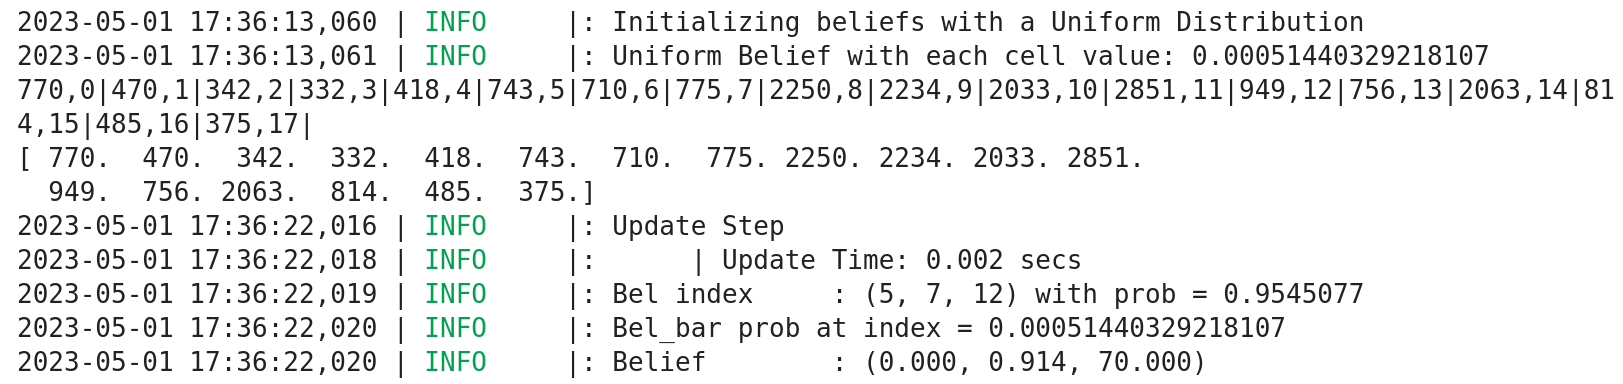 2023-05-01 17:36:13,060 | INFO     |: Initializing beliefs with a Uniform Distribution
2023-05-01 17:36:13,061 | INFO     |: Uniform Belief with each cell value: 0.00051440329218107
770,0|470,1|342,2|332,3|418,4|743,5|710,6|775,7|2250,8|2234,9|2033,10|2851,11|949,12|756,13|2063,14|81
4,15|485,16|375,17|
[ 770.  470.  342.  332.  418.  743.  710.  775. 2250. 2234. 2033. 2851.
  949.  756. 2063.  814.  485.  375.]
2023-05-01 17:36:22,016 | INFO     |: Update Step
2023-05-01 17:36:22,018 | INFO     |:      | Update Time: 0.002 secs
2023-05-01 17:36:22,019 | INFO     |: Bel index     : (5, 7, 12) with prob = 0.9545077
2023-05-01 17:36:22,020 | INFO     |: Bel_bar prob at index = 0.00051440329218107
2023-05-01 17:36:22,020 | INFO     |: Belief        : (0.000, 0.914, 70.000)